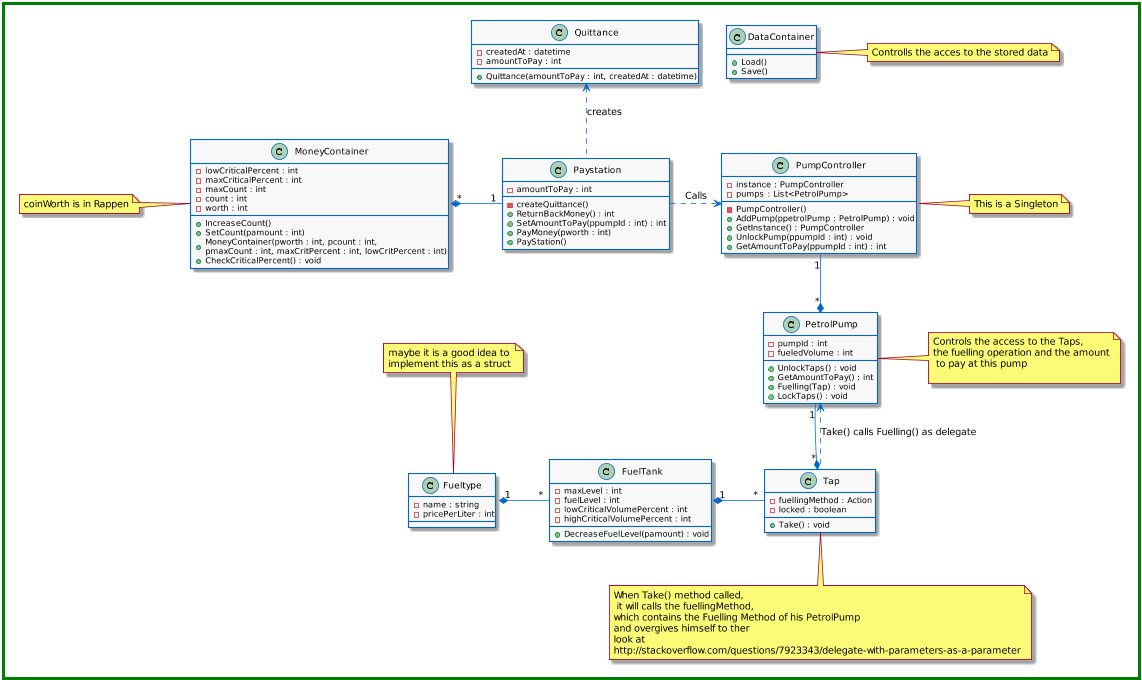 C Quittance
createdAt : datetime
amountToPay : int
Quittance(amountToPay : int, createdAt : datetime)
C DataContainer
Load()
Save()
Controlls the acces to the stored data
creates
C MoneyContainer
lowCriticalPercent : int
maxCriticalPercent : int
maxCount : int
count : int
worth : int
IncreaseCount()
SetCount(pamount : int)
MoneyContainer(pworth : int, pcount : int,
pmaxCount : int, maxCritPercent : int, lowCritPercent : int)
CheckCriticalPercent() : void
coinWorth is in Rappen
* 1
C Paystation
amountToPay : int
createQuittance()
ReturnBackMoney() : int
SetAmountToPay(ppumpId : int) : int
PayMoney(pworth : int)
PayStation()
Calls
C PumpController
instance : PumpController
pumps : List<PetrolPump>
PumpController()
AddPump(ppetrolPump : PetrolPump) : void
GetInstance() : PumpController
UnlockPump(ppumpId : int) : void
GetAmountToPay(ppumpId : int) : int
This is a Singleton
1
*
C PetrolPump
pumpId : int
fueledVolume : int
UnlockTaps() : void
GetAmountToPay() : int
Fuelling(Tap) : void
LockTaps() : void
Controls the access to the Taps,
the fuelling operation and the amount
to pay at this pump
maybe it is a good idea to
implement this as a struct
1
Take() calls Fuelling() as delegate
*
C Fueltype
name : string
pricePerLiter : int
1 *
C FuelTank
maxLevel : int
fuelLevel : int
lowCriticalVolumePercent : int
highCriticalVolumePercent : int
DecreaseFuelLevel(pamount) : void
1 *
C Tap
fuellingMethod : Action
locked : boolean
Take() : void
When Take() method called,
it will calls the fuellingMethod,
which contains the Fuelling Method of his PetrolPump
and overgives himself to ther
look at
http://stackoverflow.com/questions/7923343/delegate-with-parameters-as-a-parameter